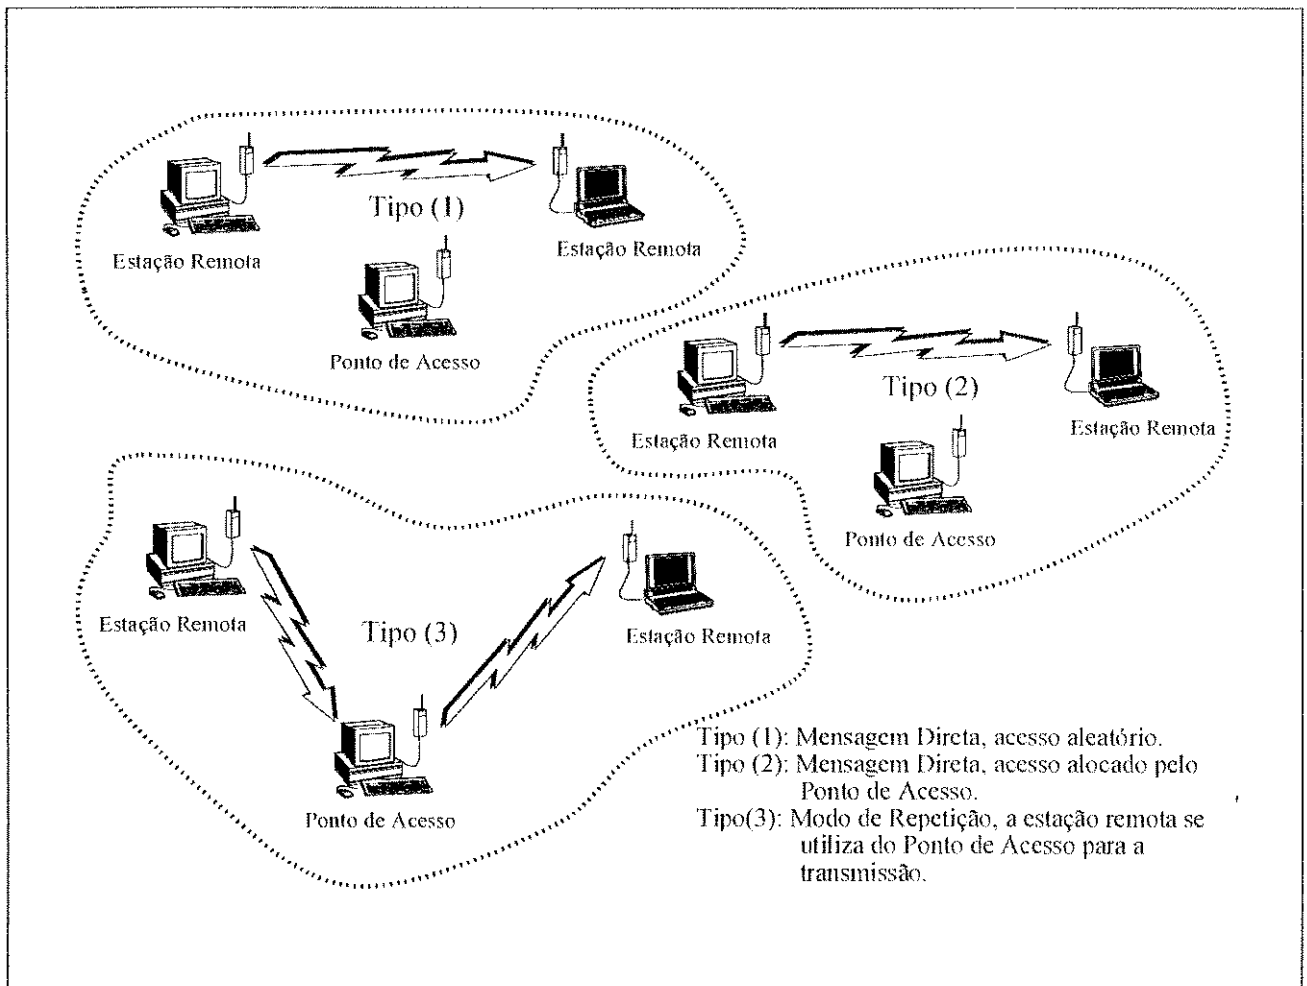 Tipo (1)
Estação Remota
Estação Remota
Ponto de Acesso
Tipo (2)
Estação Remota
Estação Remota
Ponto de Acesso
Tipo (3)
Estação Remota
Estação Remota
Ponto de Acesso
Tipo (1): Mensagem Direta, acesso aleatório.
Tipo (2): Mensagem Direta, acesso alocado pelo
Ponto de Acesso.
Tipo(3): Modo de Repetição, a estação remota se
utiliza do Ponto de Acesso para a
transmissão.